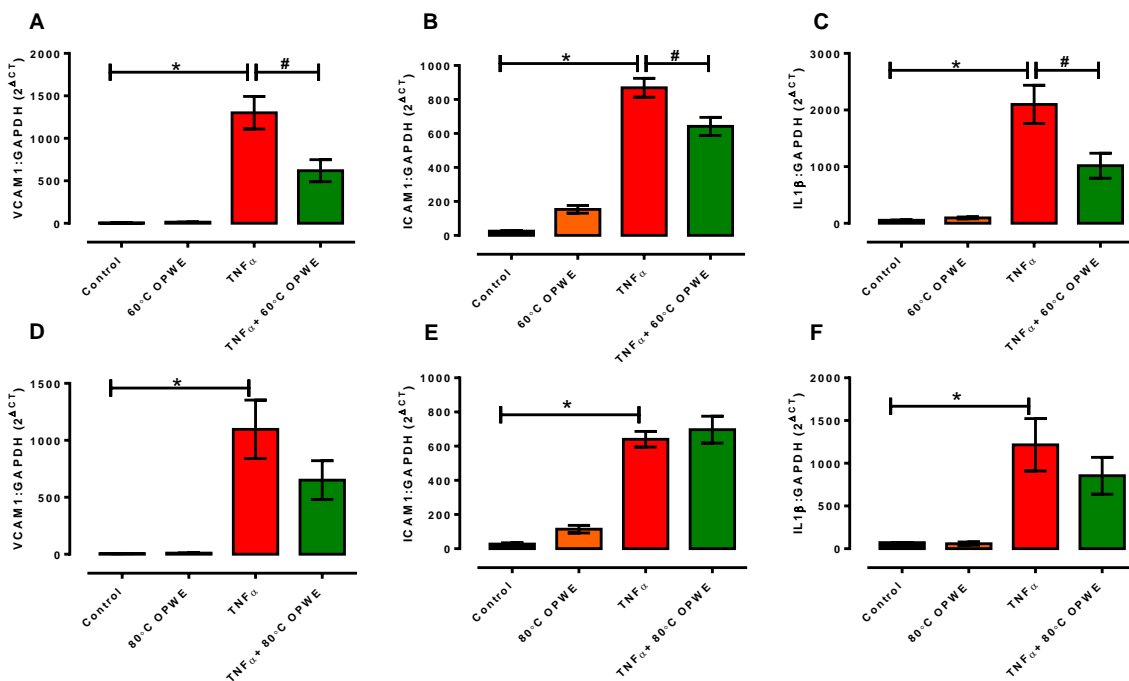 A
VCAM1:GAPDH (2^ΔCT)
2000
1500
1000
500
0
*
#
Control
60°C OPWE
TNFα
TNFα+ 60°C OPWE
B
ICAM1:GAPDH (2^ΔCT)
1000
800
600
400
200
0
*
#
Control
60°C OPWE
TNFα
TNFα+ 60°C OPWE
C
IL1β:GAPDH (2^ΔCT)
3000
2000
1000
0
*
#
Control
60°C OPWE
TNFα
TNFα+ 60°C OPWE
D
VCAM1:GAPDH (2^ΔCT)
1500
1000
500
0
*
Control
80°C OPWE
TNFα
TNFα+ 80°C OPWE
E
ICAM1:GAPDH (2^ΔCT)
1000
800
600
400
200
0
*
Control
80°C OPWE
TNFα
TNFα+ 80°C OPWE
F
IL1β:GAPDH (2^ΔCT)
2000
1500
1000
500
0
*
Control
80°C OPWE
TNFα
TNFα+ 80°C OPWE